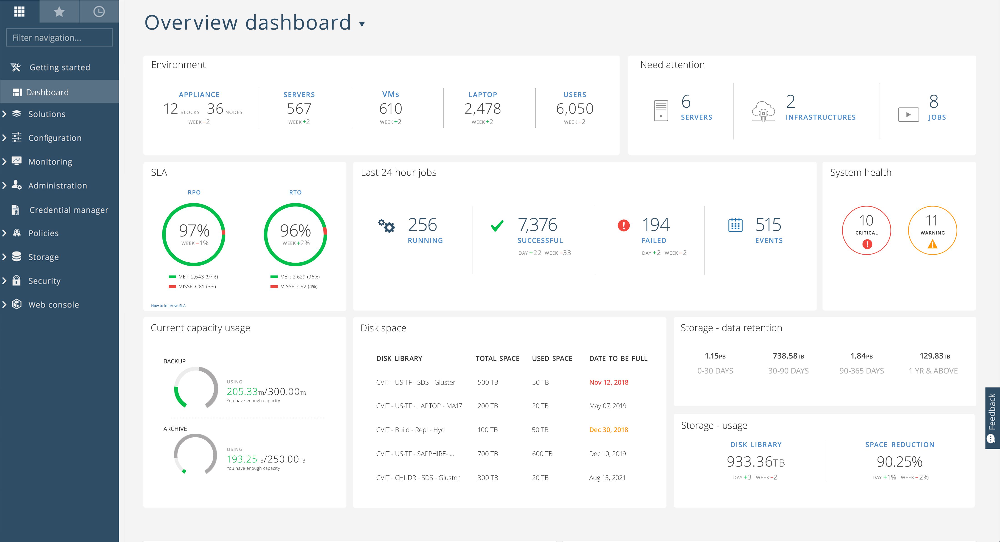 Overview dashboard
Filter navigation...
Getting started
Dashboard
Solutions
Configuration
Monitoring
Administration
Credential manager
Policies
Storage
Security
Web console
Environment
APPLIANCE
12 BLOCKS 36 NODES
WEEK −2
SERVERS
567
WEEK +2
VMs
610
WEEK +2
LAPTOP
2,478
WEEK +2
USERS
6,050
WEEK −2
Need attention
6
SERVERS
2
INFRASTRUCTURES
8
JOBS
SLA
RPO
97%
WEEK −1%
MET: 2,643 (97%)
MISSED: 81 (3%)
RTO
96%
WEEK +2%
MET: 2,629 (96%)
MISSED: 92 (4%)
How to improve SLA
Last 24 hour jobs
256
RUNNING
7,376
SUCCESSFUL
DAY +22 WEEK −33
194
FAILED
DAY +2 WEEK −2
515
EVENTS
System health
10
CRITICAL
11
WARNING
Current capacity usage
BACKUP
USING
205.33TB/300.00TB
You have enough capacity
ARCHIVE
USING
193.25TB/250.00TB
You have enough capacity
Disk space
DISK LIBRARY TOTAL SPACE USED SPACE DATE TO BE FULL
CVIT - US-TF - SDS - Gluster 500 TB 50 TB Nov 12, 2018
CVIT - US-TF - LAPTOP - MA17 200 TB 20 TB May 07, 2019
CVIT - Build - Repl - Hyd 100 TB 50 TB Dec 30, 2018
CVIT - US-TF - SAPPHIRE- ... 700 TB 600 TB Dec 10, 2019
CVIT - CHI-DR - SDS - Gluster 300 TB 20 TB Aug 15, 2021
Storage - data retention
1.15PB 738.58TB 1.84PB 129.83TB
0-30 DAYS 30-90 DAYS 90-365 DAYS 1 YR & ABOVE
Storage - usage
DISK LIBRARY
933.36TB
DAY +3 WEEK −2
SPACE REDUCTION
90.25%
DAY +1% WEEK −2%
Feedback